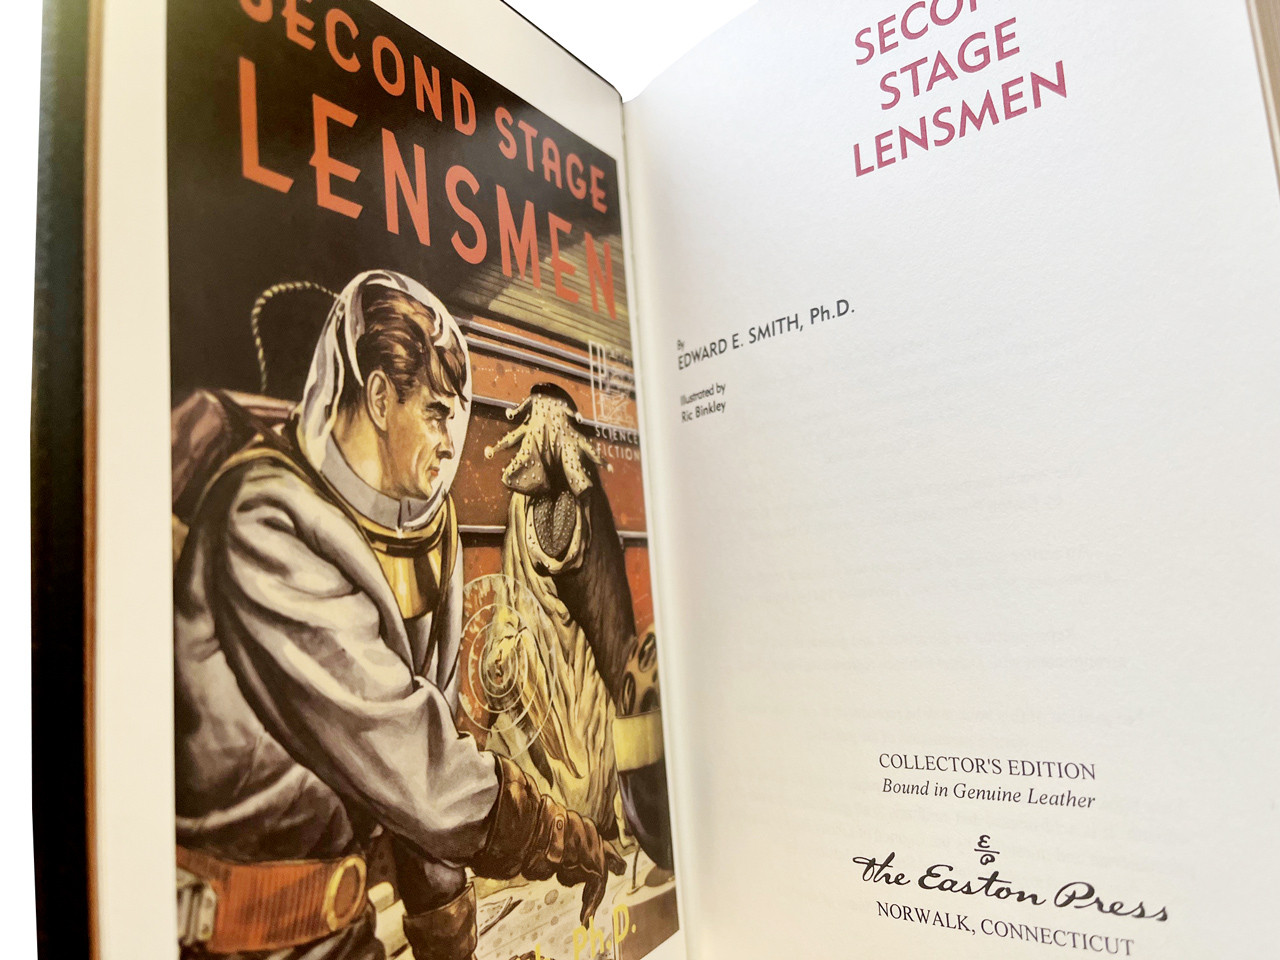 SECOND STAGE
LENSMEN
SCIENCE
FICTION
Ph.D.
STAGE
LENSMEN
By
EDWARD E. SMITH, Ph.D.
Illustrated by
Ric Binkley
COLLECTOR'S EDITION
Bound in Genuine Leather
E
P
The Easton Press
NORWALK, CONNECTICUT